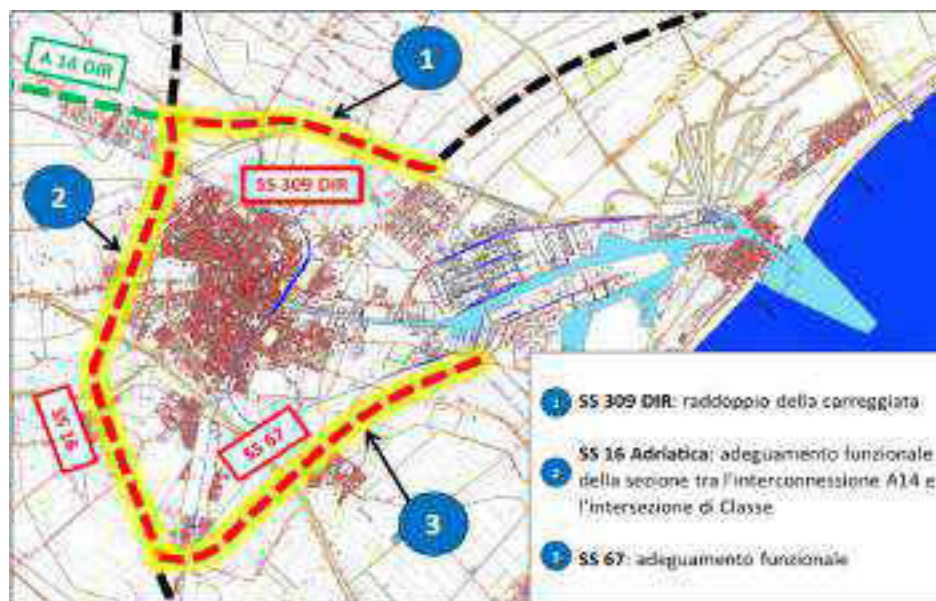 A 14 DIR
1
SS 309 DIR
2
SS 16
SS 67
3
1 SS 309 DIR: raddoppio della carreggiata
2 SS 16 Adriatica: adeguamento funzionale
della sezione tra l'interconnessione A14 e
l'intersezione di Classe
3 SS 67: adeguamento funzionale